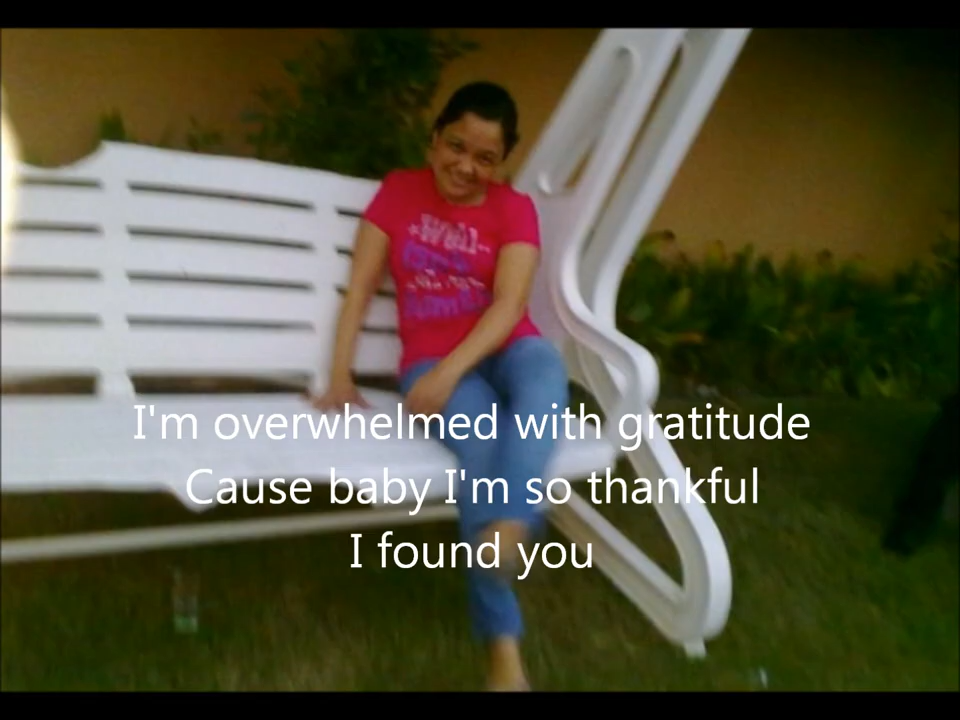 I'm overwhelmed with gratitude
Cause baby I'm so thankful
I found you